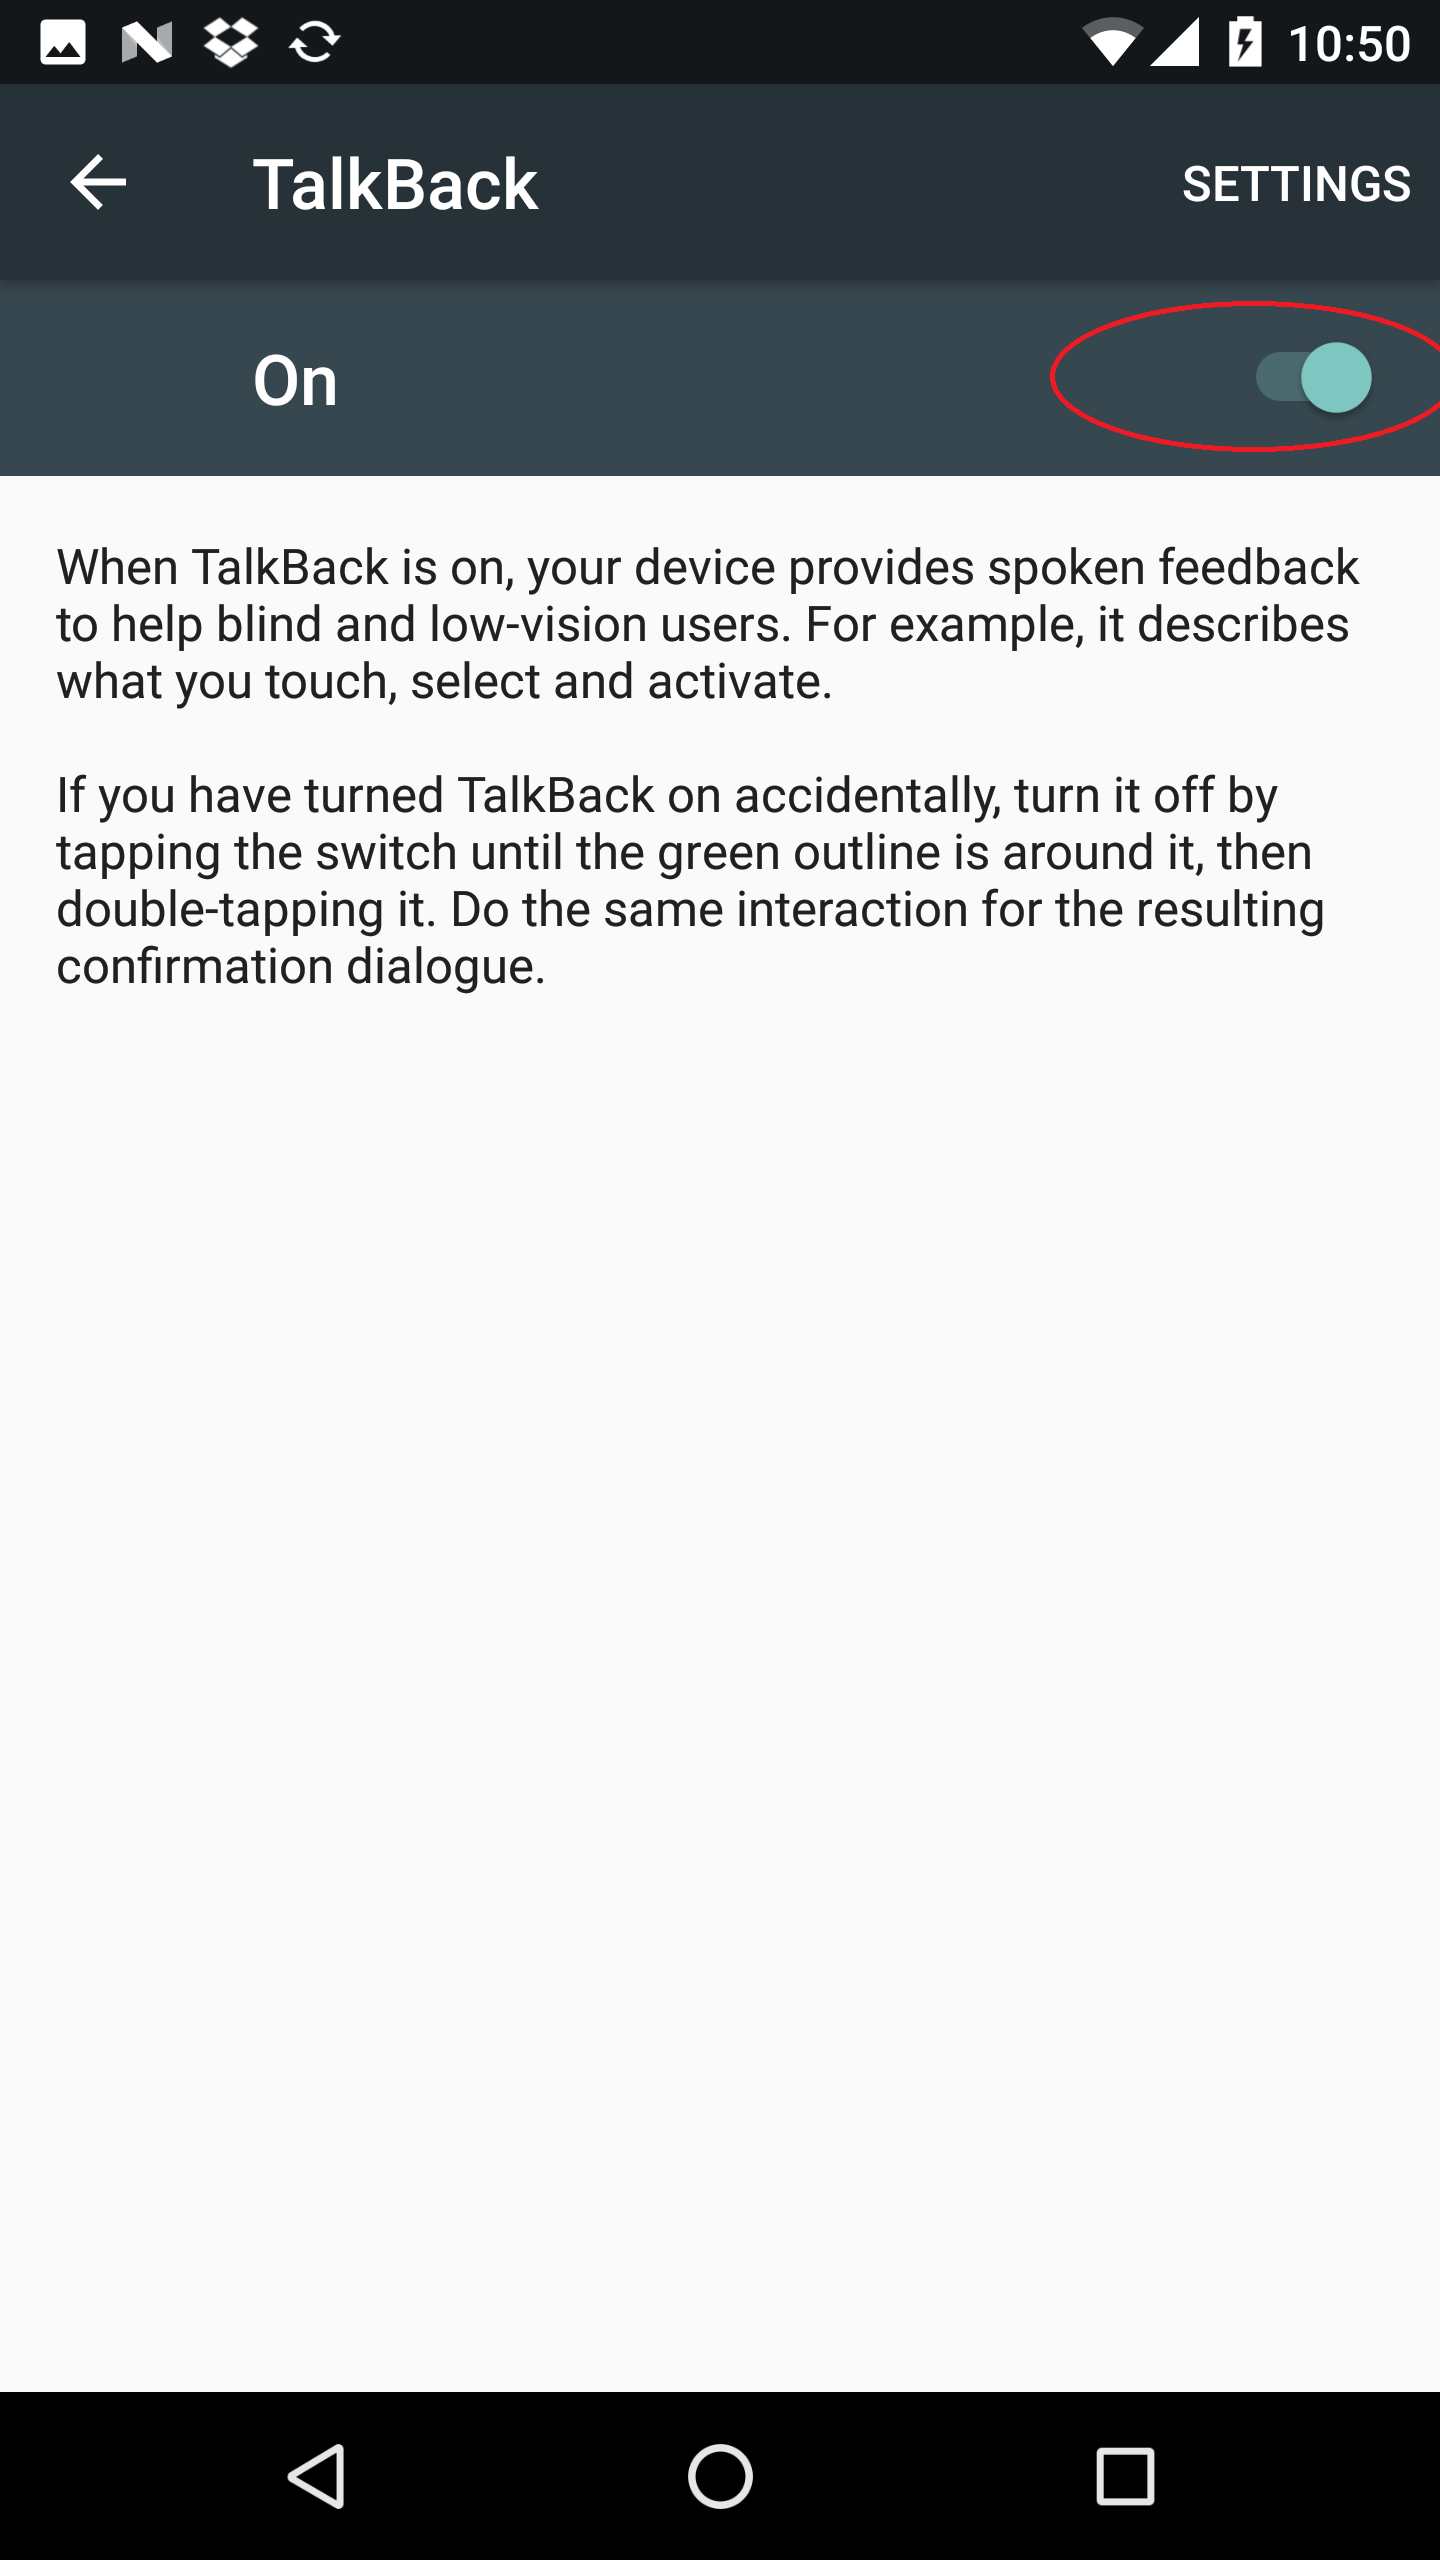 10:50
TalkBack SETTINGS
On
When TalkBack is on, your device provides spoken feedback
to help blind and low-vision users. For example, it describes
what you touch, select and activate.
If you have turned TalkBack on accidentally, turn it off by
tapping the switch until the green outline is around it, then
double-tapping it. Do the same interaction for the resulting
confirmation dialogue.